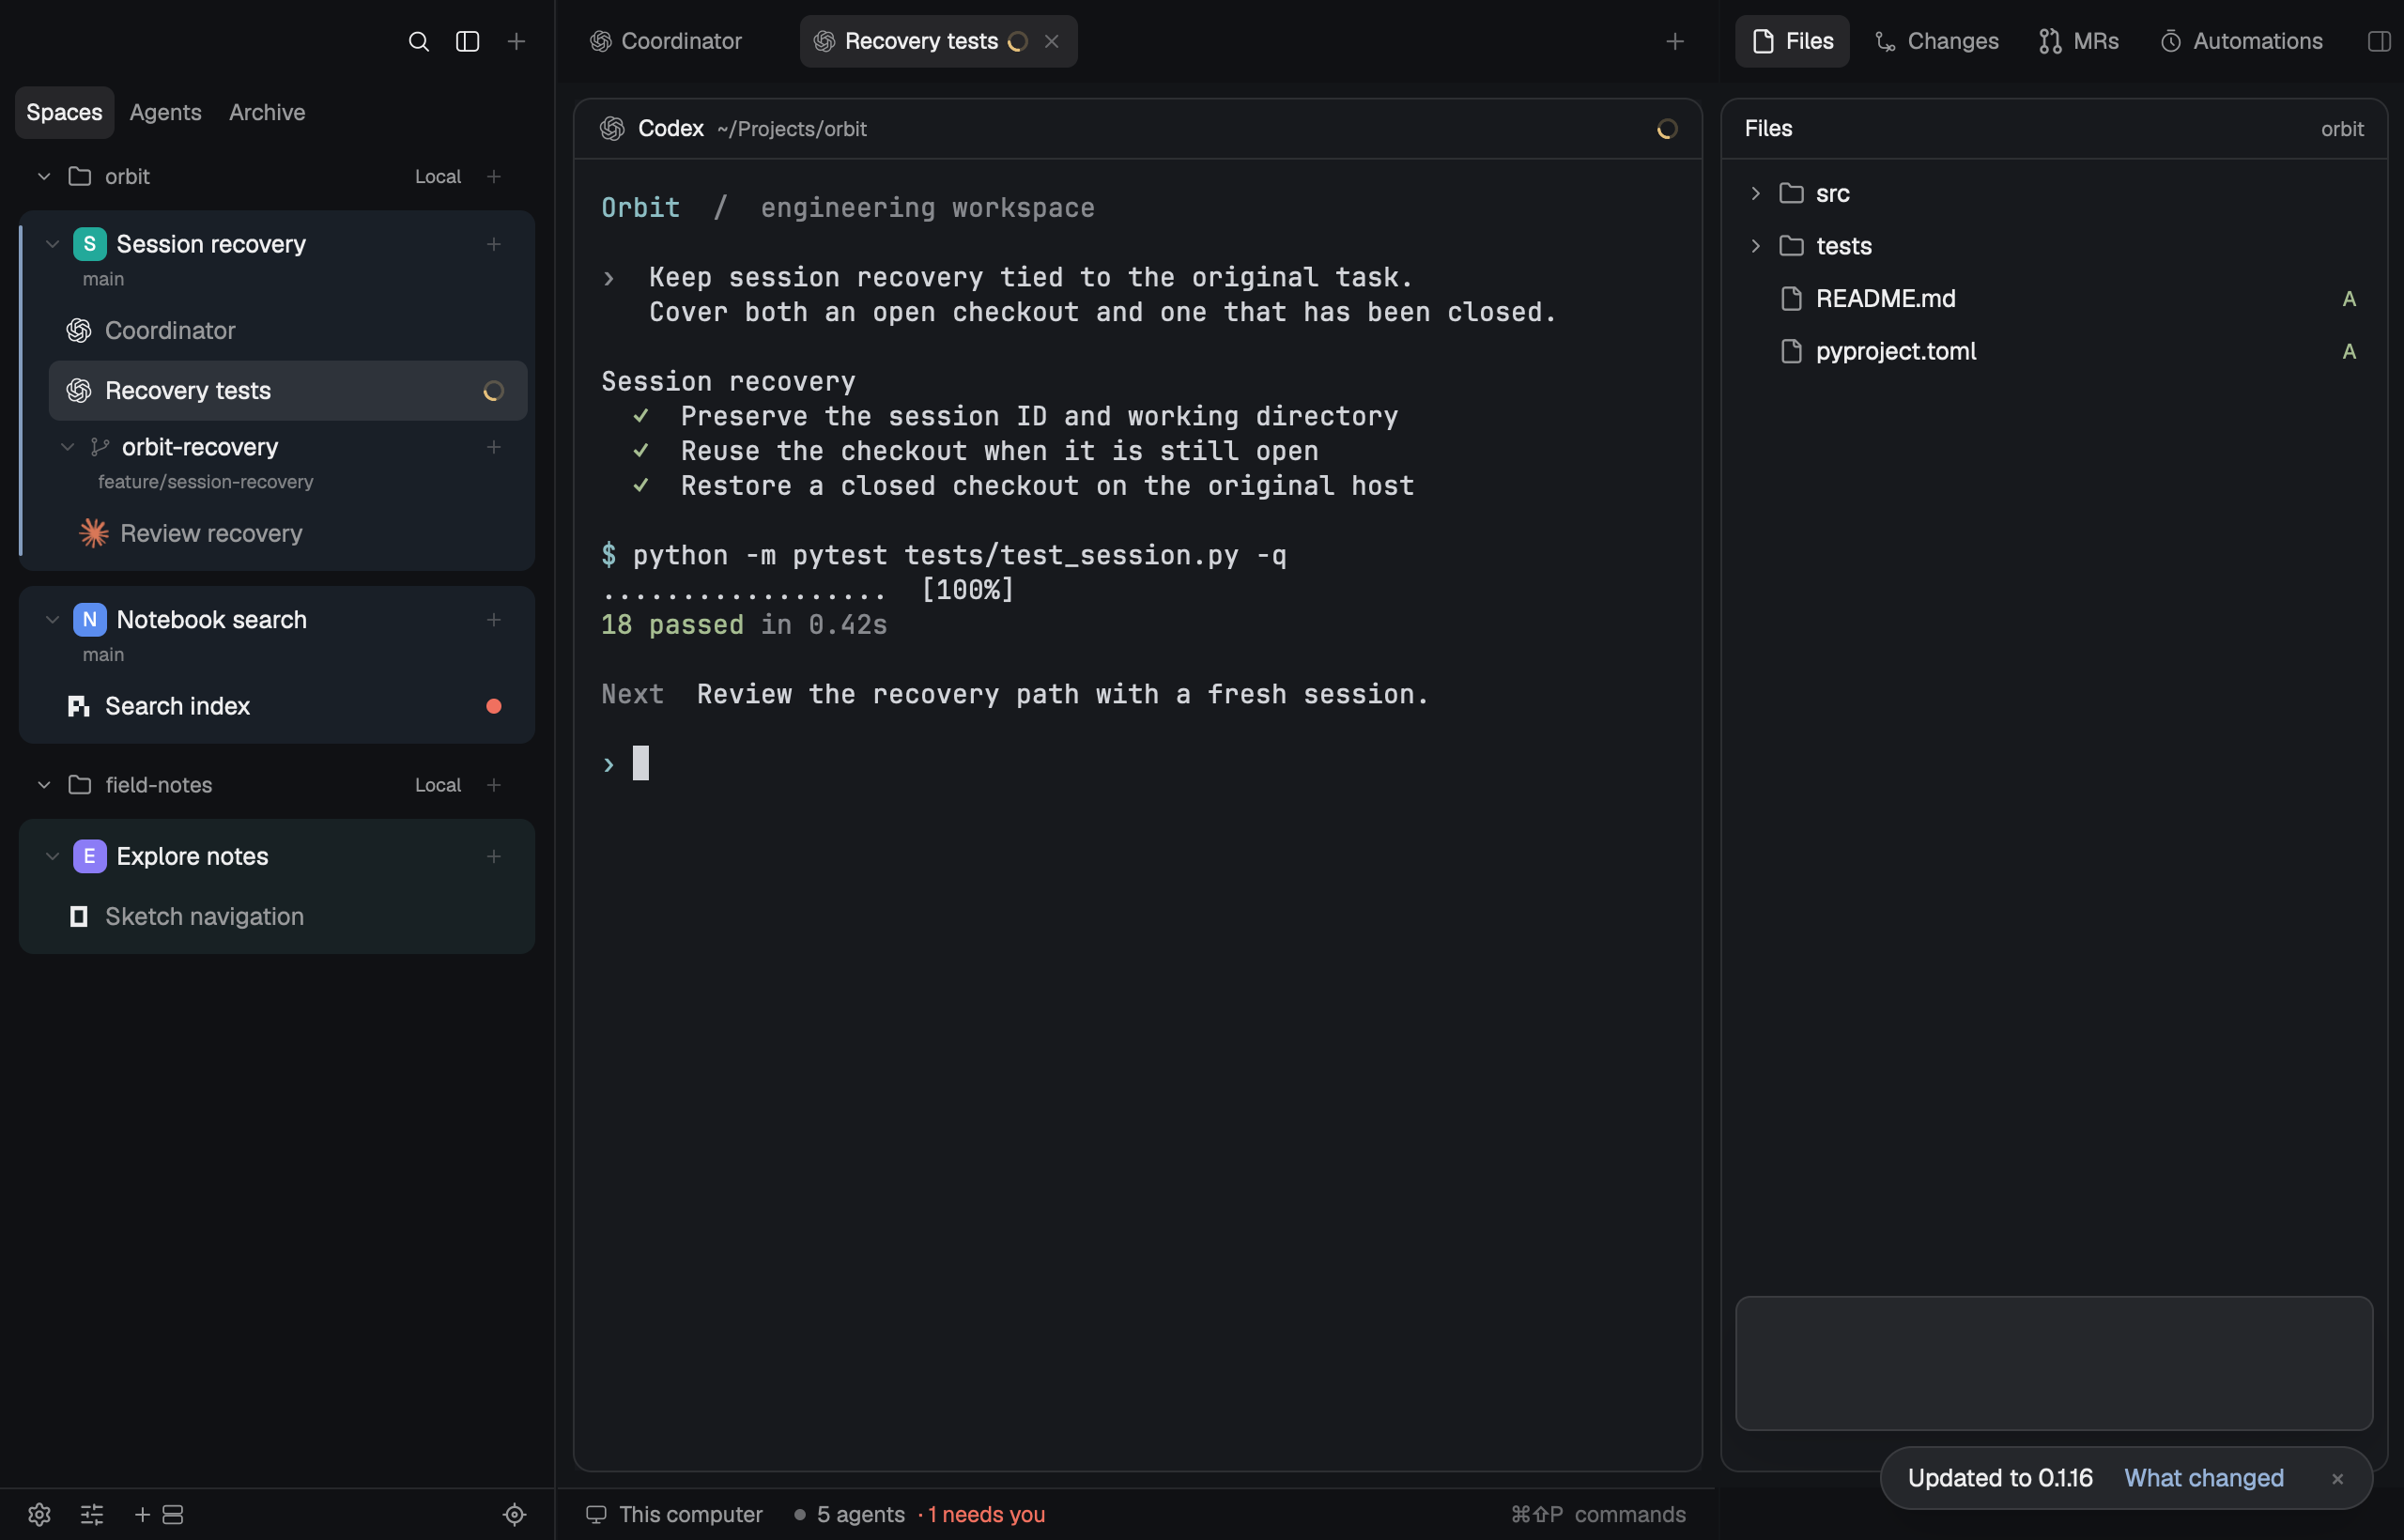 Spaces Agents Archive
orbit Local
S Session recovery
main
Coordinator
Recovery tests
orbit-recovery
feature/session-recovery
Review recovery
N Notebook search
main
Search index
field-notes Local
E Explore notes
Sketch navigation
Coordinator Recovery tests
Codex ~/Projects/orbit
Orbit / engineering workspace
› Keep session recovery tied to the original task.
Cover both an open checkout and one that has been closed.
Session recovery
✓ Preserve the session ID and working directory
✓ Reuse the checkout when it is still open
✓ Restore a closed checkout on the original host
$ python -m pytest tests/test_session.py -q
.................. [100%]
18 passed in 0.42s
Next Review the recovery path with a fresh session.
›
This computer 5 agents · 1 needs you ⌘⇧P commands
Files Changes MRs Automations
Files orbit
src
tests
README.md A
pyproject.toml A
Updated to 0.1.16 What changed ×